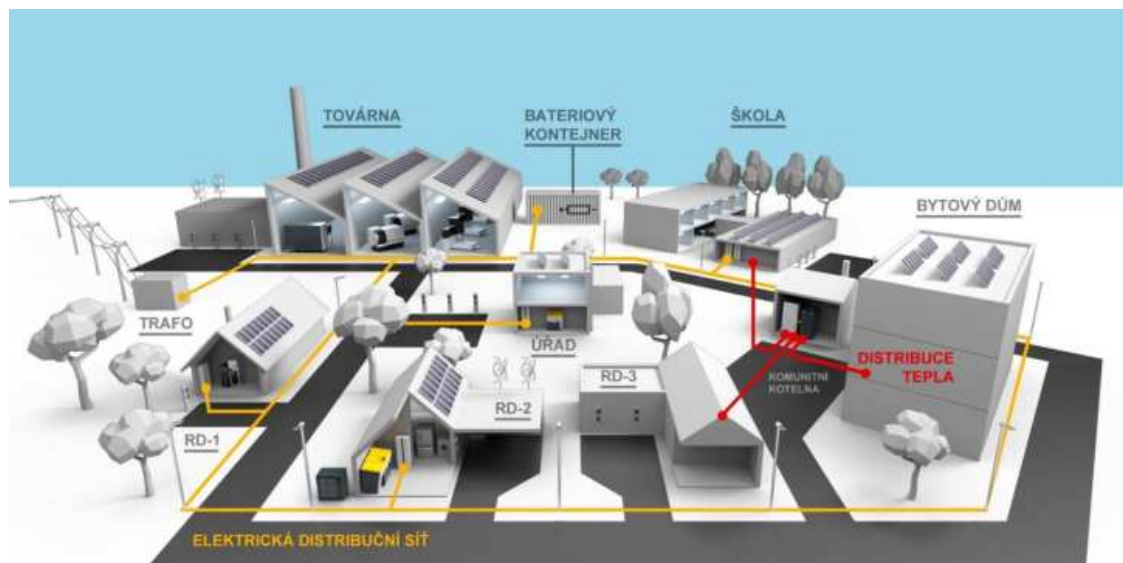 TOVÁRNA
BATERIOVÝ
KONTEJNER
ŠKOLA
BYTOVÝ DŮM
TRAFO
ÚŘAD
RD-3
DISTRIBUCE
TEPLA
KOMUNITNÍ
KOTELNA
RD-2
RD-1
ELEKTRICKÁ DISTRIBUČNÍ SÍŤ